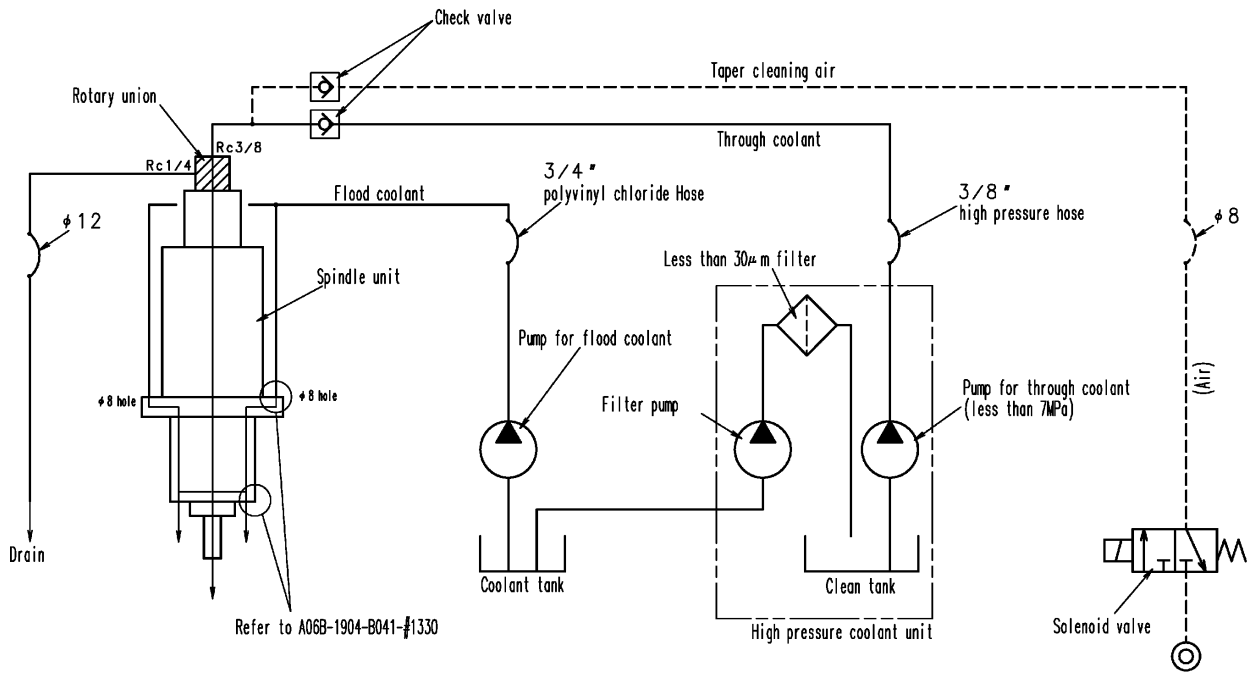 Check valve
Taper cleaning air
Rotary union
Rc3/8
Through coolant
Rc1/4
3/4"
polyvinyl chloride Hose
Flood coolant
3/8"
high pressure hose
φ12
φ8
Less than 30μm filter
Spindle unit
Pump for flood coolant
(Air)
φ8 hole
φ8 hole
Filter pump
Pump for through coolant
(less than 7MPa)
Drain
Coolant tank
Clean tank
Refer to A06B-1904-B041-#1330
High pressure coolant unit
Solenoid valve